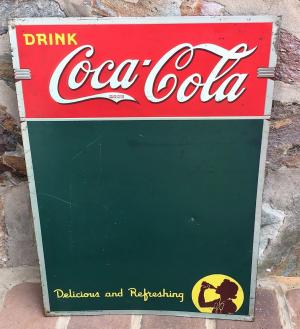 DRINK
Coca-Cola
Delicious and Refreshing